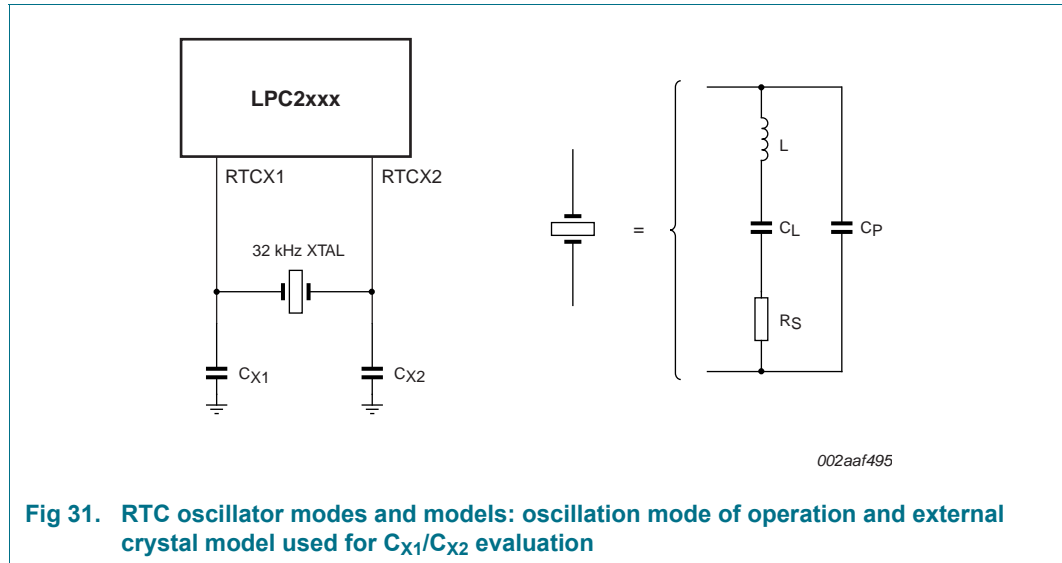 LPC2xxx
RTCX1 RTCX2
32 kHz XTAL
CX1 CX2
=
L
CL CP
RS
002aaf495
Fig 31. RTC oscillator modes and models: oscillation mode of operation and external
crystal model used for CX1/CX2 evaluation